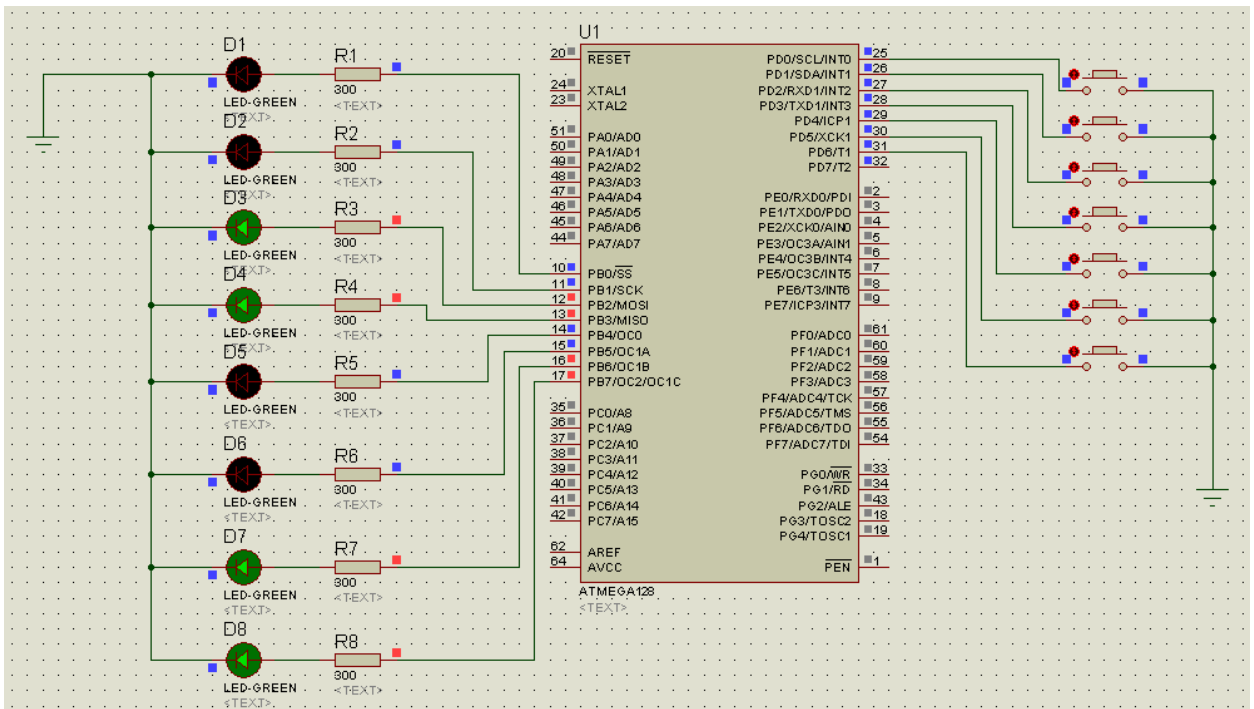 D1
R1
LED-GREEN
300
<TEXT>
<TEXT>
D2
R2
LED-GREEN
300
<TEXT>
<TEXT>
D3
R3
LED-GREEN
300
<TEXT>
<TEXT>
D4
R4
LED-GREEN
300
<TEXT>
<TEXT>
D5
R5
LED-GREEN
300
<TEXT>
<TEXT>
D6
R6
LED-GREEN
300
<TEXT>
<TEXT>
D7
R7
LED-GREEN
300
<TEXT>
<TEXT>
D8
R8
LED-GREEN
300
<TEXT>
<TEXT>
U1
20 RESET
24 XTAL1
23 XTAL2
51 PA0/AD0
50 PA1/AD1
49 PA2/AD2
48 PA3/AD3
47 PA4/AD4
46 PA5/AD5
45 PA6/AD6
44 PA7/AD7
10 PB0/SS
11 PB1/SCK
12 PB2/MOSI
13 PB3/MISO
14 PB4/OC0
15 PB5/OC1A
16 PB6/OC1B
17 PB7/OC2/OC1C
35 PC0/A8
36 PC1/A9
37 PC2/A10
38 PC3/A11
39 PC4/A12
40 PC5/A13
41 PC6/A14
42 PC7/A15
62 AREF
64 AVCC
PD0/SCL/INT0 25
PD1/SDA/INT1 26
PD2/RXD1/INT2 27
PD3/TXD1/INT3 28
PD4/ICP1 29
PD5/XCK1 30
PD6/T1 31
PD7/T2 32
PE0/RXD0/PDI 2
PE1/TXD0/PDO 3
PE2/XCK0/AIN0 4
PE3/OC3A/AIN1 5
PE4/OC3B/INT4 6
PE5/OC3C/INT5 7
PE6/T3/INT6 8
PE7/ICP3/INT7 9
PF0/ADC0 61
PF1/ADC1 60
PF2/ADC2 59
PF3/ADC3 58
PF4/ADC4/TCK 57
PF5/ADC5/TMS 56
PF6/ADC6/TDO 55
PF7/ADC7/TDI 54
PG0/WR 33
PG1/RD 34
PG2/ALE 43
PG3/TOSC2 18
PG4/TOSC1 19
PEN 1
ATMEGA128
<TEXT>